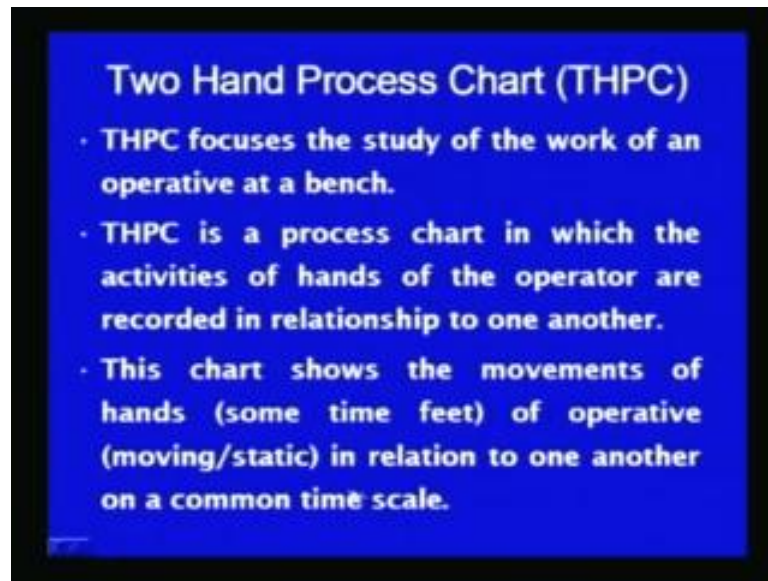 Two Hand Process Chart (THPC)
· THPC focuses the study of the work of an
operative at a bench.
· THPC is a process chart in which the
activities of hands of the operator are
recorded in relationship to one another.
· This chart shows the movements of
hands (some time feet) of operative
(moving/static) in relation to one another
on a common time scale.